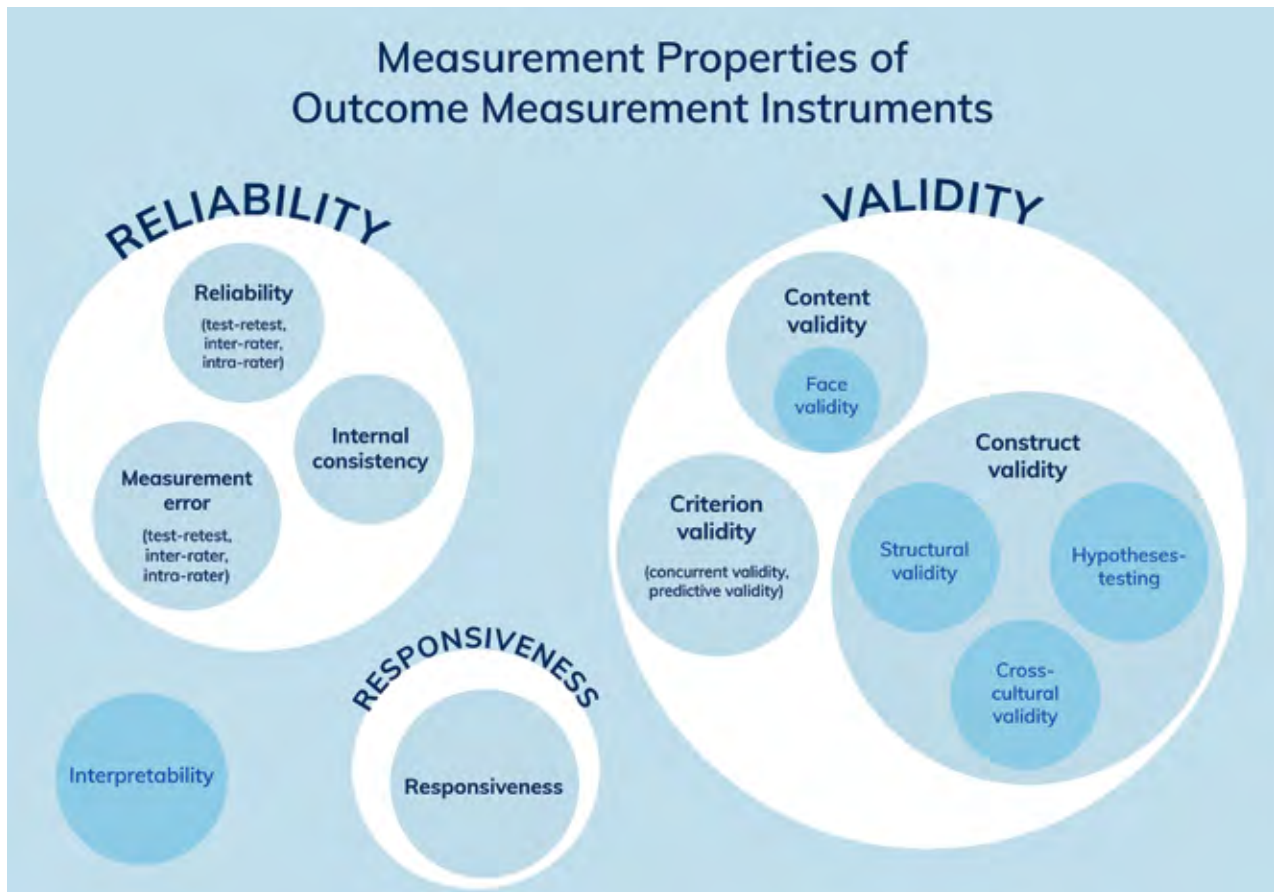 Measurement Properties of
Outcome Measurement Instruments
RELIABILITY
Reliability
(test-retest,
inter-rater,
intra-rater)
Internal
consistency
Measurement
error
(test-retest,
inter-rater,
intra-rater)
VALIDITY
Content
validity
Face
validity
Criterion
validity
(concurrent validity,
predictive validity)
Construct
validity
Structural
validity
Hypotheses-
testing
Cross-
cultural
validity
RESPONSIVENESS
Responsiveness
Interpretability